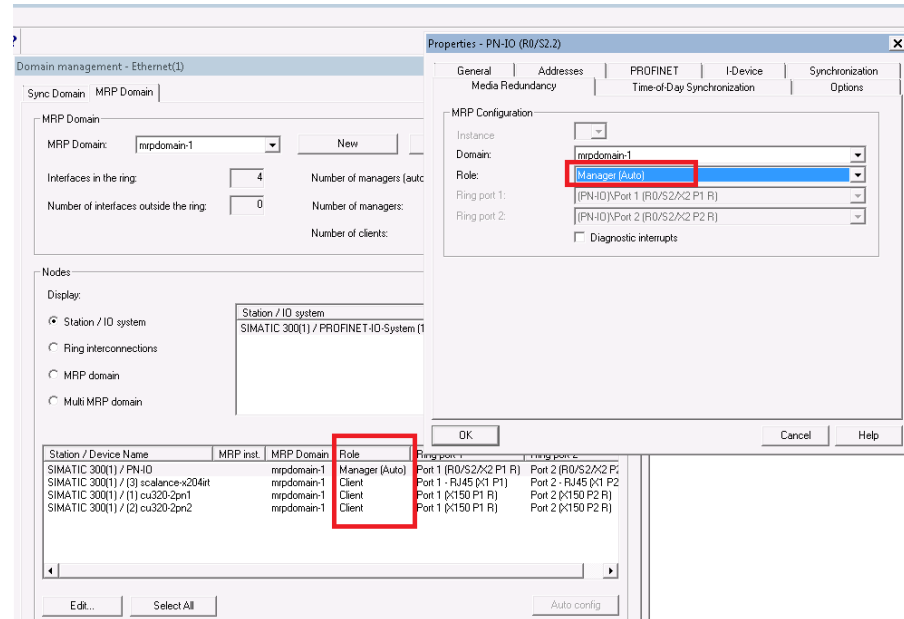 ?
Domain management - Ethernet(1)
Sync Domain MRP Domain
MRP Domain
MRP Domain: mrpdomain-1 New
Interfaces in the ring: 4 Number of managers (auto
Number of interfaces outside the ring: 0 Number of managers:
Number of clients:
Nodes
Display:
Station / IO system
Ring interconnections
MRP domain
Multi MRP domain
Station / IO system
SIMATIC 300(1) / PROFINET-IO-System (1
Station / Device Name MRP inst. MRP Domain Role Ring port 1 Ring port 2
SIMATIC 300(1) / PN-IO mrpdomain-1 Manager (Auto) Port 1 (R0/S2/X2 P1 R) Port 2 (R0/S2/X2 P2
SIMATIC 300(1) / (3) scalance-x204irt mrpdomain-1 Client Port 1 - RJ45 (X1 P1) Port 2 - RJ45 (X1 P2
SIMATIC 300(1) / (1) cu320-2pn1 mrpdomain-1 Client Port 1 (X150 P1 R) Port 2 (X150 P2 R)
SIMATIC 300(1) / (2) cu320-2pn2 mrpdomain-1 Client Port 1 (X150 P1 R) Port 2 (X150 P2 R)
Edit... Select All Auto config
Properties - PN-IO (R0/S2.2)
General Addresses PROFINET I-Device Synchronization
Media Redundancy Time-of-Day Synchronization Options
MRP Configuration
Instance
Domain: mrpdomain-1
Role: Manager (Auto)
Ring port 1: (PN-IO)\Port 1 (R0/S2/X2 P1 R)
Ring port 2: (PN-IO)\Port 2 (R0/S2/X2 P2 R)
Diagnostic interrupts
OK Cancel Help